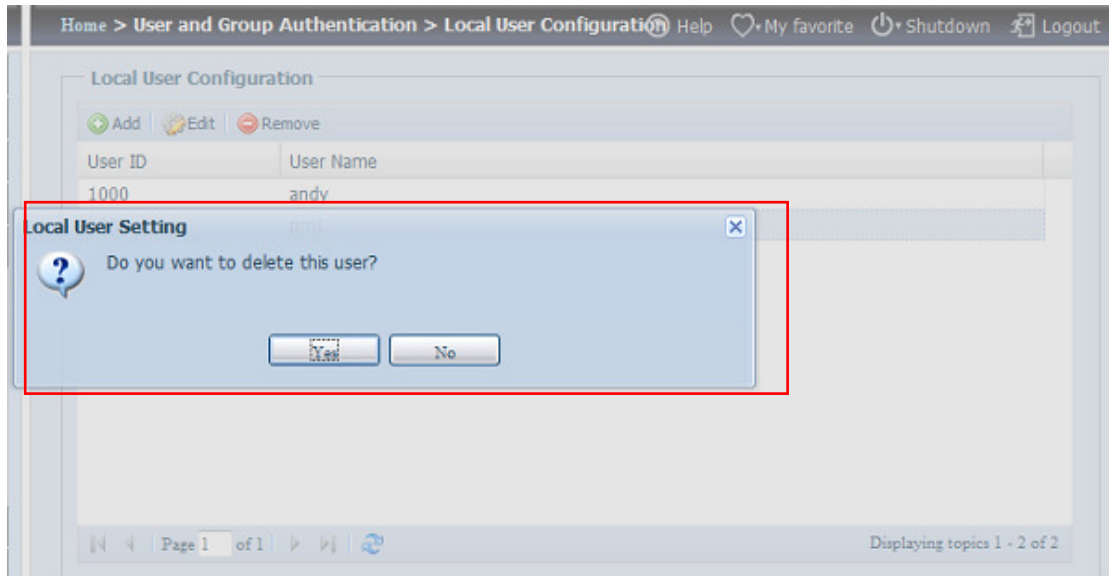 Home > User and Group Authentication > Local User Configuration Help My favorite Shutdown Logout
Local User Configuration
Add Edit Remove
User ID User Name
1000 andy
Local User Setting
Do you want to delete this user?
Yes No
Page 1 of 1 Displaying topics 1 - 2 of 2